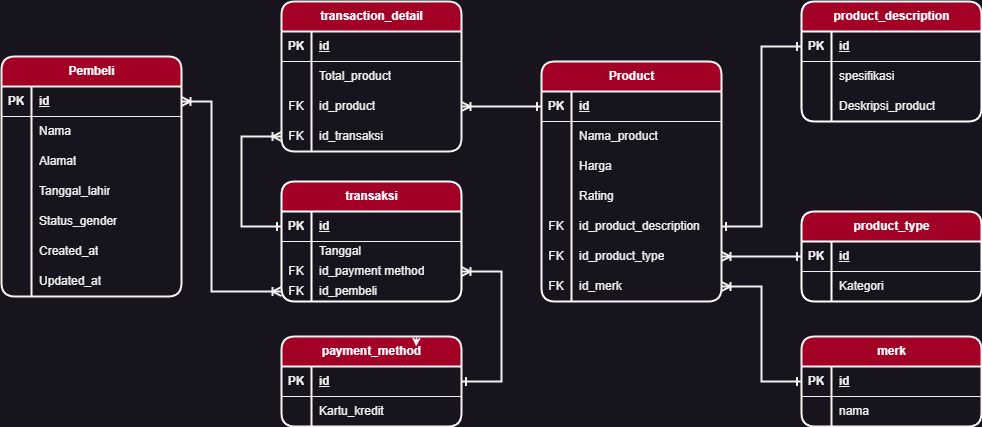 Pembeli
PK id
Nama
Alamat
Tanggal_lahir
Status_gender
Created_at
Updated_at
transaction_detail
PK id
Total_product
FK id_product
FK id_transaksi
transaksi
PK id
Tanggal
FK id_payment method
FK id_pembeli
payment_method
PK id
Kartu_kredit
Product
PK id
Nama_product
Harga
Rating
FK id_product_description
FK id_product_type
FK id_merk
product_description
PK id
spesifikasi
Deskripsi_product
product_type
PK id
Kategori
merk
PK id
nama